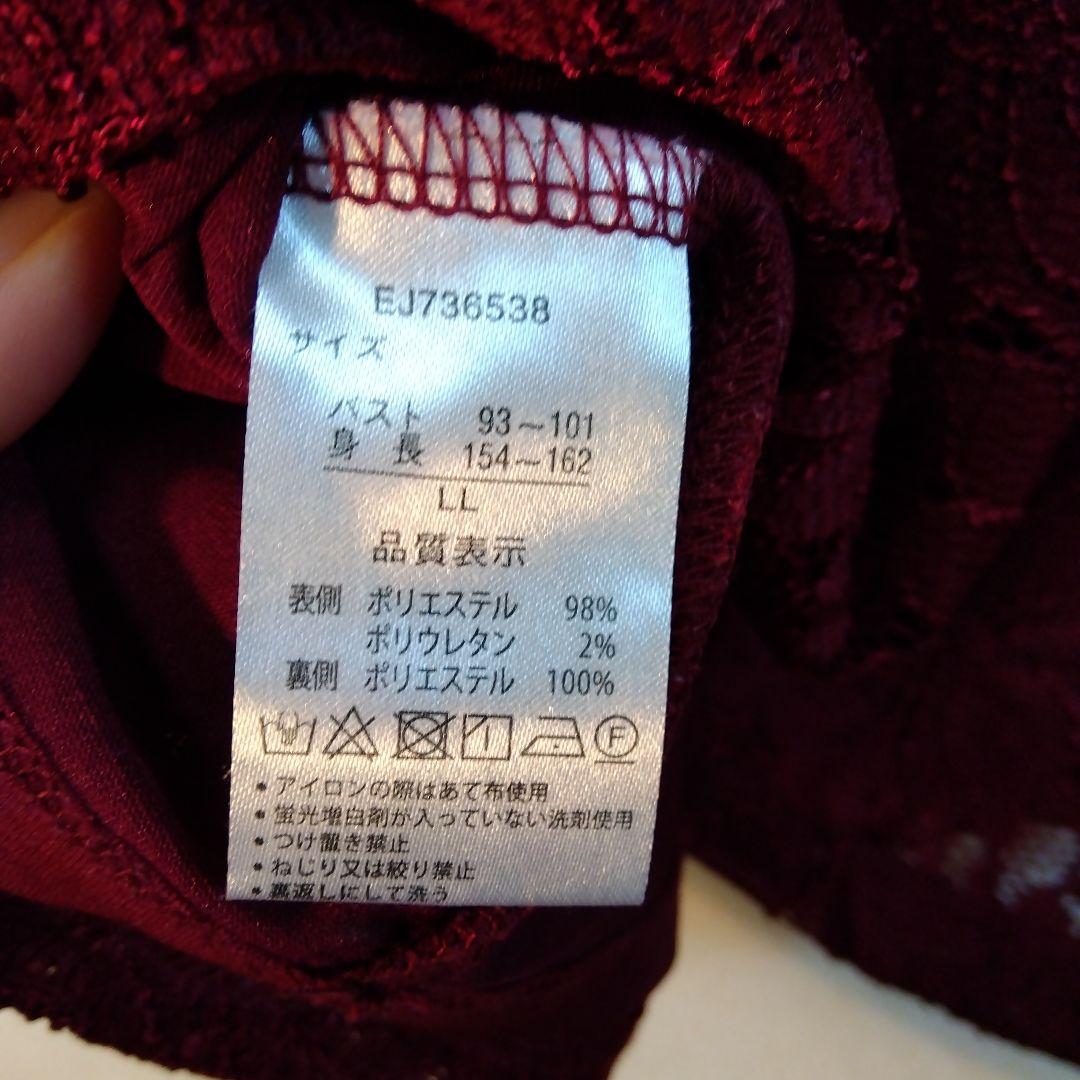 EJ736538
サイズ
バスト 93～101
身長 154～162
LL
品質表示
表側 ポリエステル 98%
ポリウレタン 2%
裏側 ポリエステル 100%
F
・アイロンの際はあて布使用
・蛍光増白剤が入っていない洗剤使用
・つけ置き禁止
・ねじり又は絞り禁止
・裏返しにして洗う